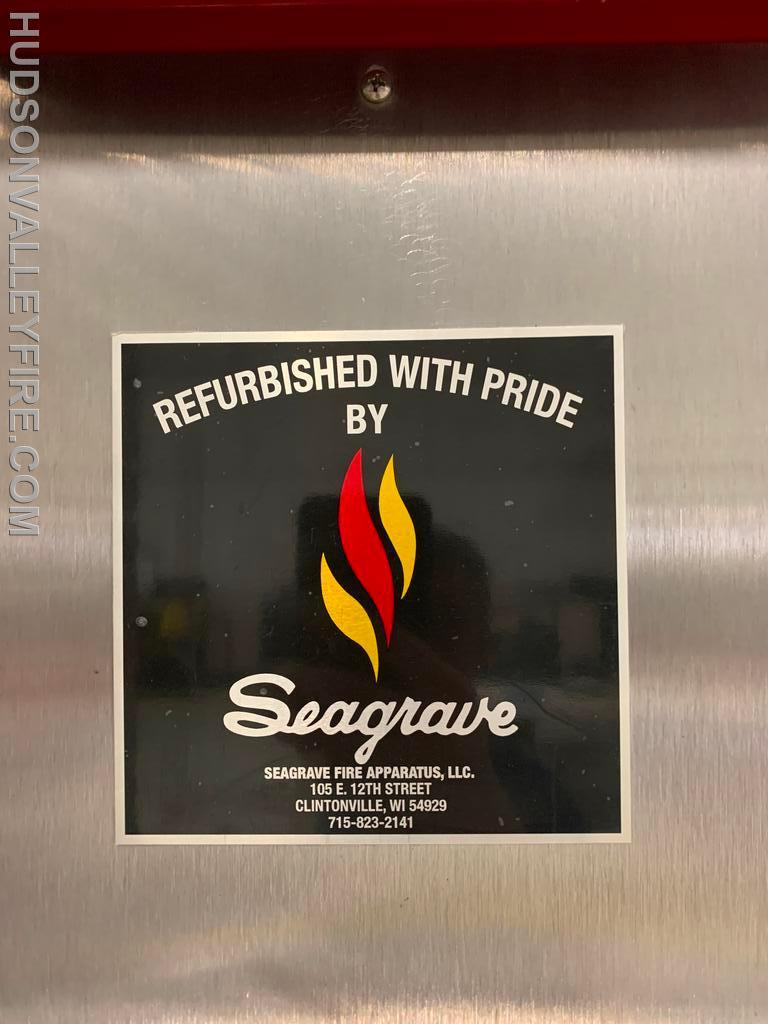 HUDSONVALLEYFIRE.COM
REFURBISHED WITH PRIDE
BY
Seagrave
SEAGRAVE FIRE APPARATUS, LLC.
105 E. 12TH STREET
CLINTONVILLE, WI 54929
715-823-2141